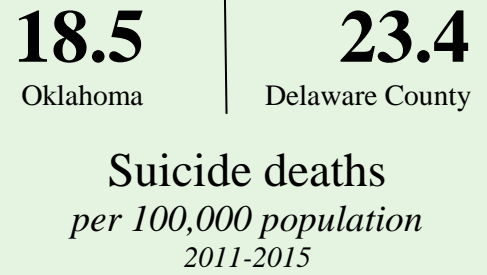 18.5 23.4
Oklahoma Delaware County
Suicide deaths
per 100,000 population
2011-2015